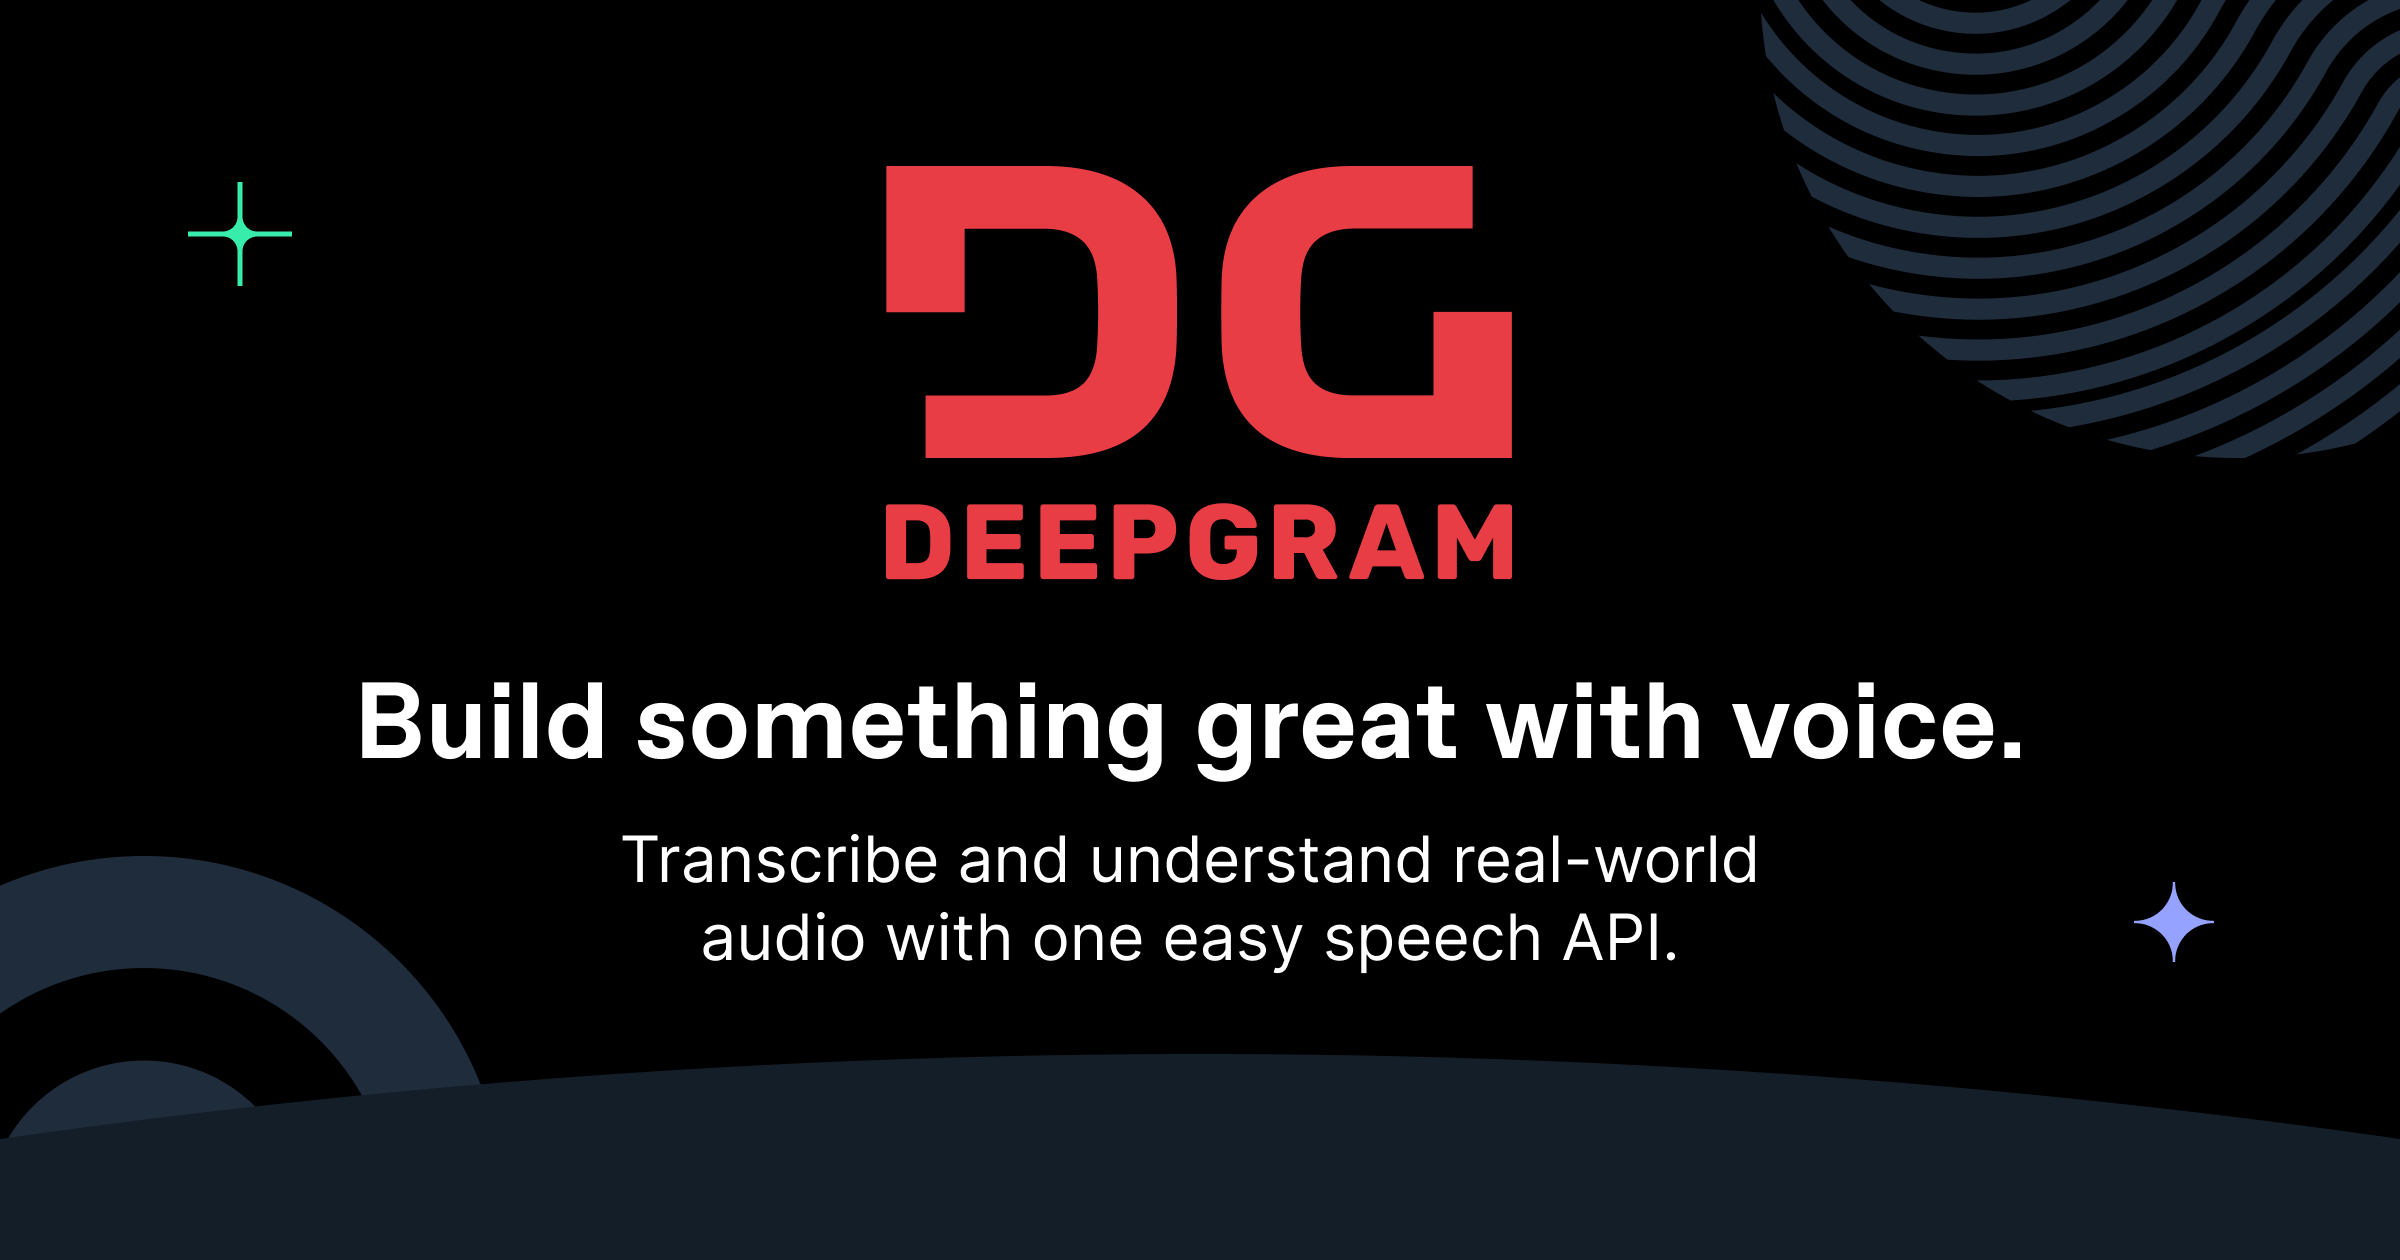 DG
DEEPGRAM
Build something great with voice.
Transcribe and understand real-world
audio with one easy speech API.